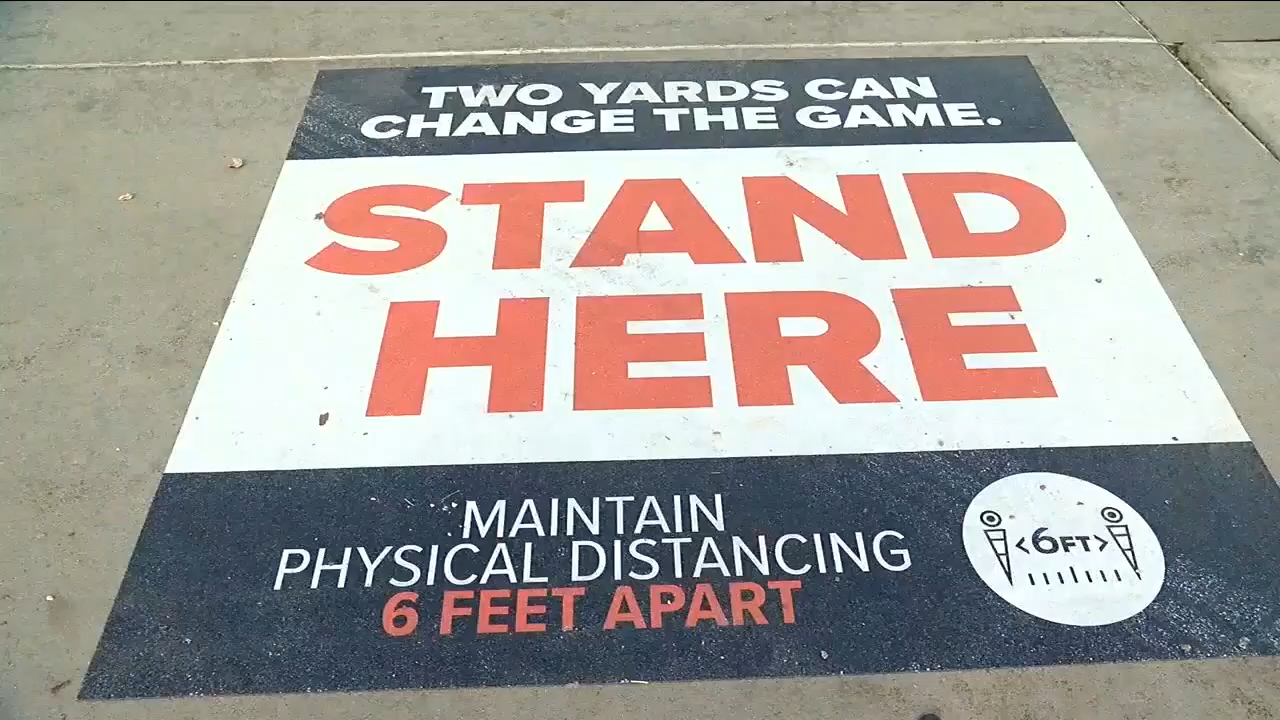 TWO YARDS CAN
CHANGE THE GAME.
STAND
HERE
MAINTAIN
PHYSICAL DISTANCING
6 FEET APART
<6FT>